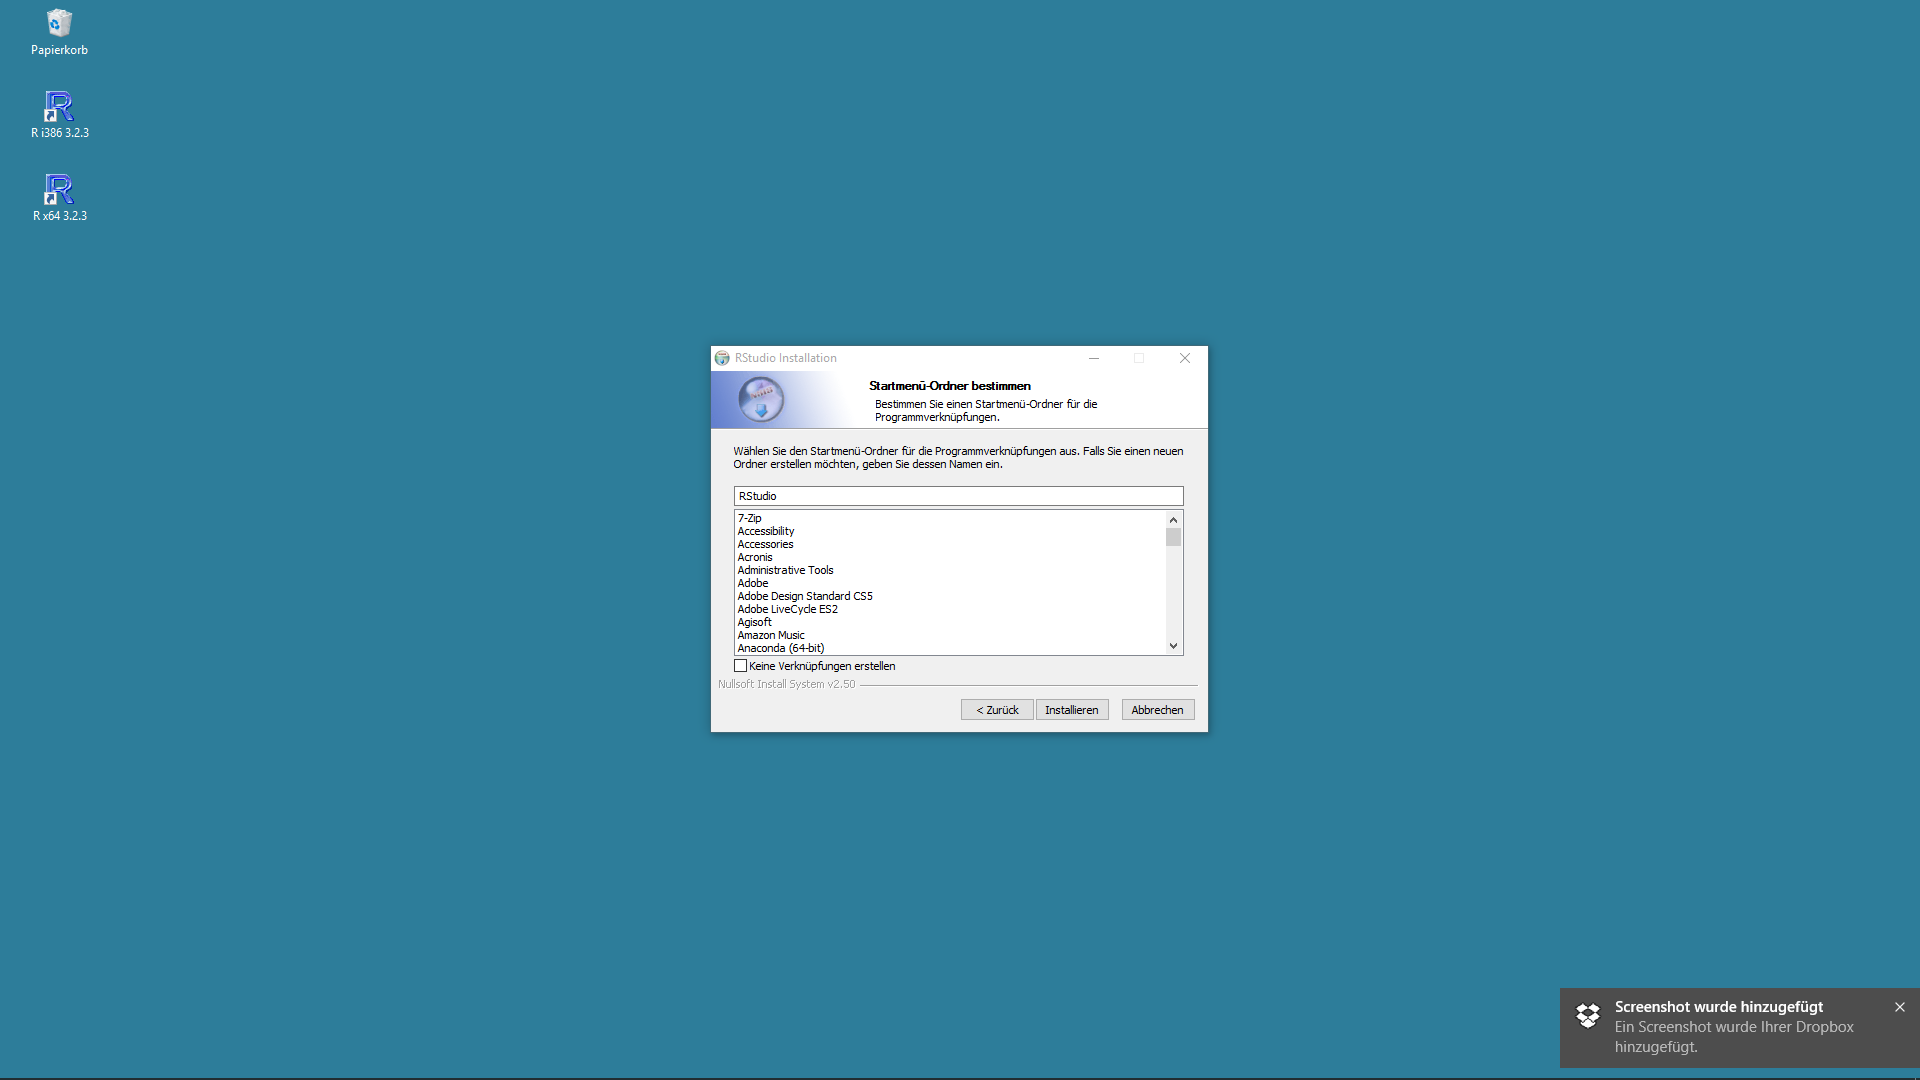 Papierkorb
R i386 3.2.3
R x64 3.2.3
RStudio Installation
Startmenü-Ordner bestimmen
Bestimmen Sie einen Startmenü-Ordner für die
Programmverknüpfungen.
Wählen Sie den Startmenü-Ordner für die Programmverknüpfungen aus. Falls Sie einen neuen
Ordner erstellen möchten, geben Sie dessen Namen ein.
RStudio
7-Zip
Accessibility
Accessories
Acronis
Administrative Tools
Adobe
Adobe Design Standard CS5
Adobe LiveCycle ES2
Agisoft
Amazon Music
Anaconda (64-bit)
Keine Verknüpfungen erstellen
Nullsoft Install System v2.50
< Zurück
Installieren
Abbrechen
Screenshot wurde hinzugefügt
Ein Screenshot wurde Ihrer Dropbox
hinzugefügt.